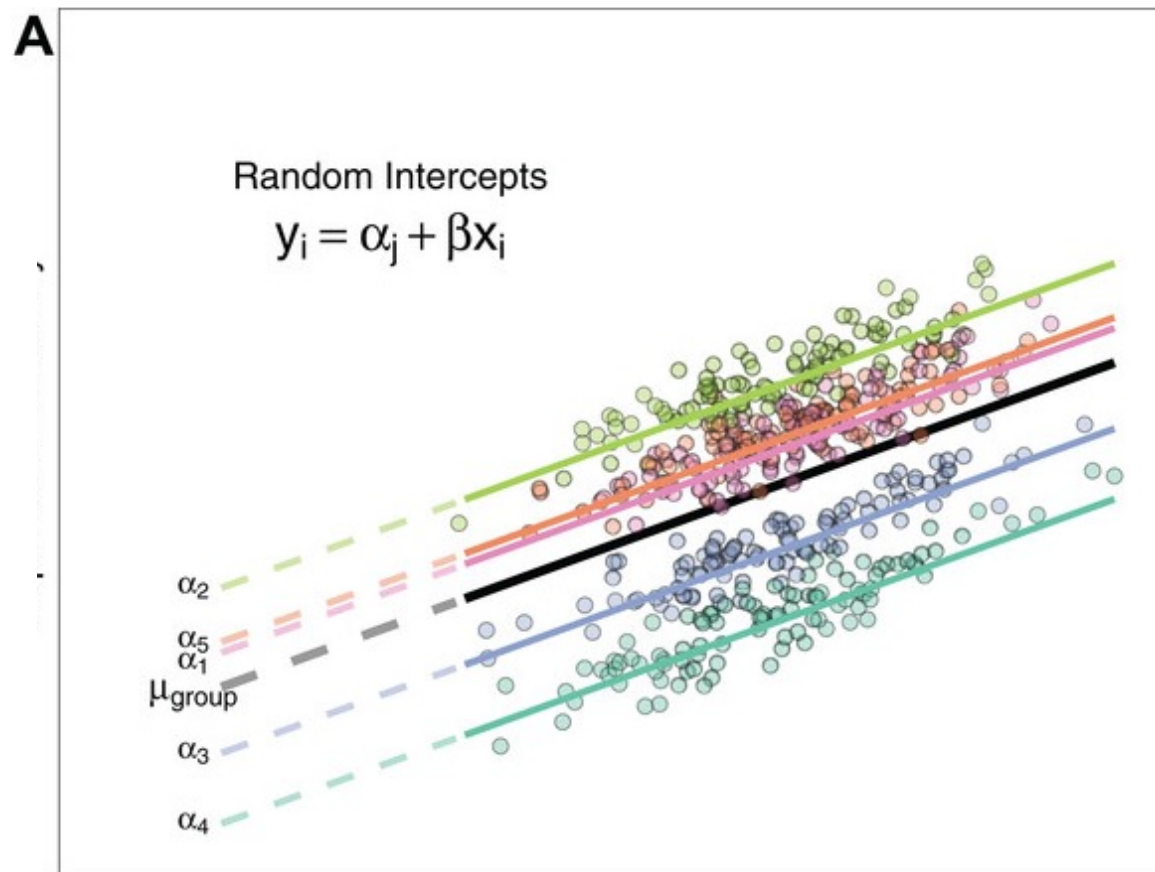 A
Random Intercepts
yᵢ = αⱼ + βxᵢ
α₂
α₅
α₁
μgroup
α₃
α₄